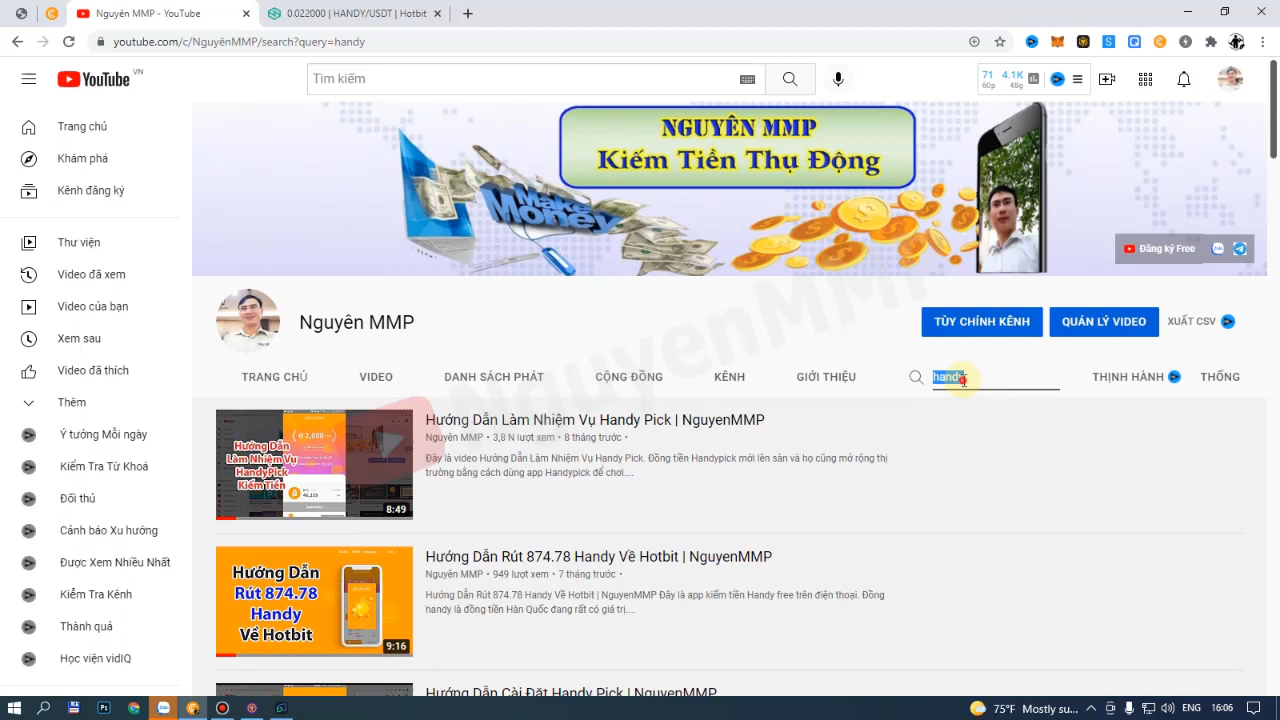 Nguyên MMP - YouTube
0.022000 | HANDY/USDT | Hotbit
youtube.com/c/NguyênMMP/search?query=handy
YouTube VN
Tìm kiếm
71 4.1K
60p 48g
Trang chủ
Khám phá
Kênh đăng ký
Thư viện
Video đã xem
Video của bạn
Xem sau
Video đã thích
Thêm
Ý tưởng Mỗi ngày
Kiểm Tra Từ Khoá
Đối thủ
Cảnh báo Xu hướng
Được Xem Nhiều Nhất
Kiểm Tra Kênh
Thành quả
Học viện vidIQ
NGUYÊN MMP
Kiếm Tiền Thụ Động
Make
Money!
Đăng ký Free
Zalo
Nguyên MMP
TÙY CHỈNH KÊNH
QUẢN LÝ VIDEO
XUẤT CSV
NguyenMMP
TRANG CHỦ
VIDEO
DANH SÁCH PHÁT
CỘNG ĐỒNG
KÊNH
GIỚI THIỆU
handy
THỊNH HÀNH
THỐNG
Hướng Dẫn
Làm Nhiệm Vụ
HandyPick
Kiếm Tiền
8:49
Hướng Dẫn Làm Nhiệm Vụ Handy Pick | NguyenMMP
Nguyên MMP • 3,8 N lượt xem • 8 tháng trước •
Đây là video Hướng Dẫn Làm Nhiệm Vụ Handy Pick. Đồng tiền Handypick mới lên sàn và họ cũng mở rộng thị
trường bằng cách dùng app Handypick để chơi....
Hướng Dẫn
Rút 874.78
Handy
Về Hotbit
9:16
Hướng Dẫn Rút 874.78 Handy Về Hotbit | NguyenMMP
Nguyên MMP • 949 lượt xem • 7 tháng trước •
Hướng Dẫn Rút 874.78 Handy Về Hotbit | NguyenMMP Đây là app kiếm tiền Handy free trên điện thoại. Đồng
handy là đồng tiền Hàn Quốc đang rất có giá trị....
Hướng Dẫn Cài Đặt Handy Pick | NguyenMMP
75°F Mostly su...
ENG
16:06